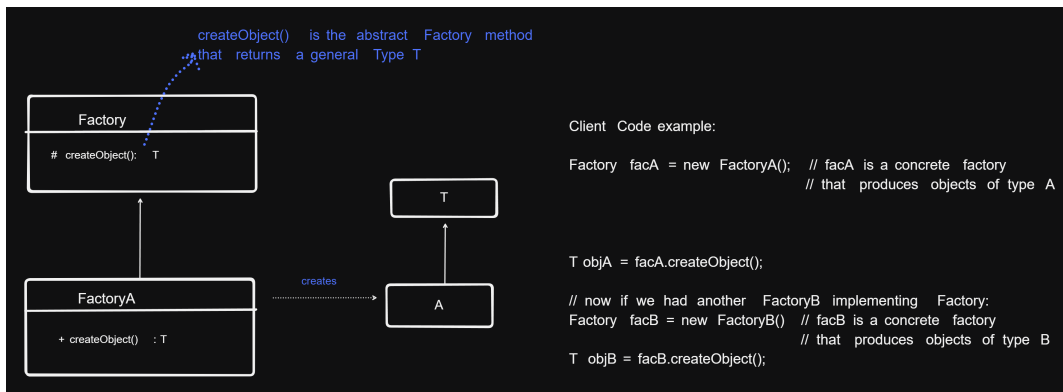 createObject() is the abstract Factory method
that returns a general Type T
Factory
# createObject(): T
FactoryA
+ createObject() : T
creates
T
A
Client Code example:
Factory facA = new FactoryA(); // facA is a concrete factory
// that produces objects of type A
T objA = facA.createObject();
// now if we had another FactoryB implementing Factory:
Factory facB = new FactoryB() // facB is a concrete factory
// that produces objects of type B
T objB = facB.createObject();